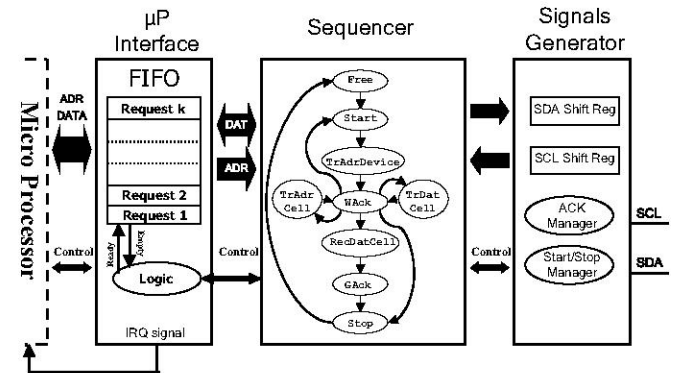 µP
Interface
Sequencer
Signals
Generator
Micro Processor
ADR
DATA
Control
FIFO
Request k
Request 2
Request 1
Ready
Empty
Logic
IRQ signal
DAT
ADR
Control
Free
Start
TrAdrDevice
TrAdr
Cell
WAck
TrDat
Cell
RecDatCell
GAck
Stop
Control
SDA Shift Reg
SCL Shift Reg
ACK
Manager
Start/Stop
Manager
SCL
SDA